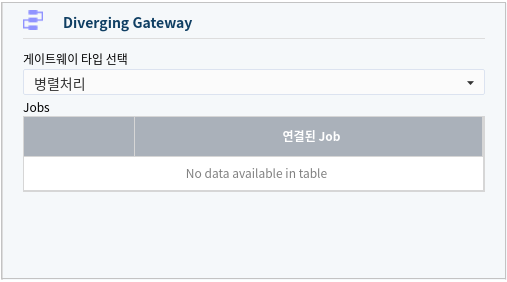 Diverging Gateway
게이트웨이 타입 선택
병렬처리
Jobs
연결된 Job
No data available in table